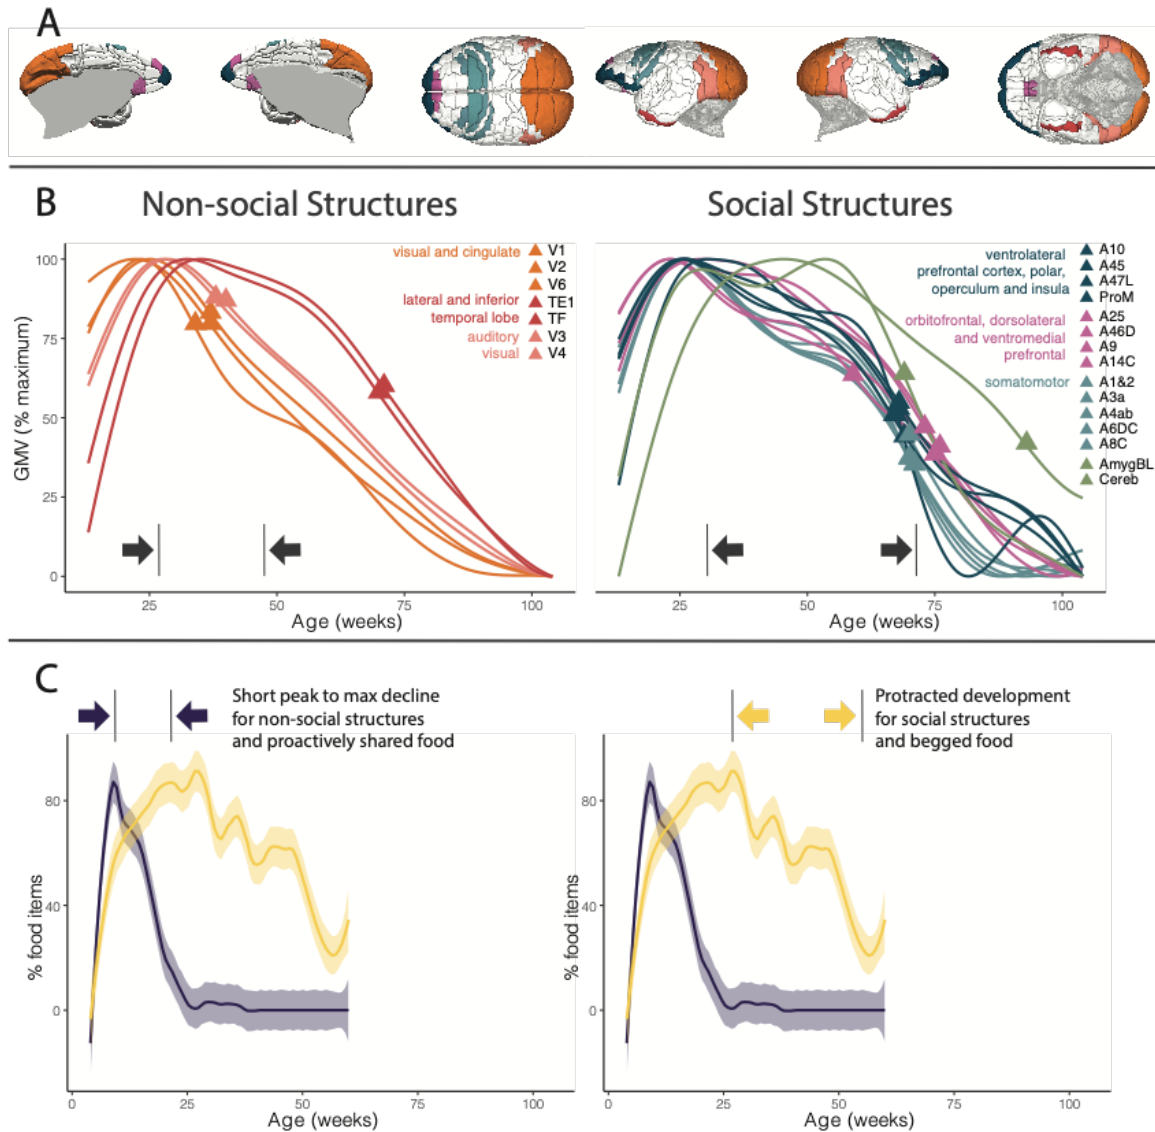 A
B
Non-social Structures
Social Structures
GMV (% maximum)
100
75
50
25
0
25
50
75
100
Age (weeks)
visual and cingulate
lateral and inferior
temporal lobe
auditory
visual
V1
V2
V6
TE1
TF
V3
V4
25
50
75
100
Age (weeks)
ventrolateral
prefrontal cortex, polar,
operculum and insula
orbitofrontal, dorsolateral
and ventromedial
prefrontal
somatomotor
A10
A45
A47L
ProM
A25
A46D
A9
A14C
A1&2
A3a
A4ab
A6DC
A8C
AmygBL
Cereb
C
Short peak to max decline
for non-social structures
and proactively shared food
% food items
80
40
0
0
25
50
75
100
Age (weeks)
Protracted development
for social structures
and begged food
% food items
80
40
0
0
25
50
75
100
Age (weeks)